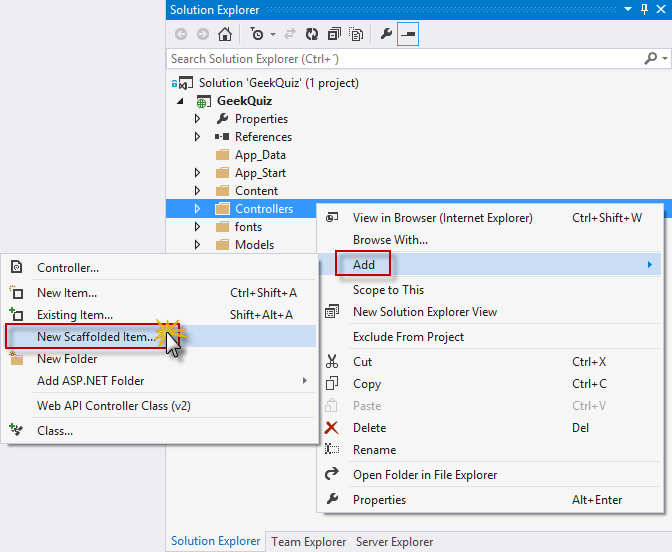 Solution Explorer
Search Solution Explorer (Ctrl+´)
Solution 'GeekQuiz' (1 project)
GeekQuiz
Properties
References
App_Data
App_Start
Content
Controllers
fonts
Models
View in Browser (Internet Explorer) Ctrl+Shift+W
Browse With...
Add
Scope to This
New Solution Explorer View
Exclude From Project
Cut Ctrl+X
Copy Ctrl+C
Paste Ctrl+V
Delete Del
Rename
Open Folder in File Explorer
Properties Alt+Enter
Controller...
New Item... Ctrl+Shift+A
Existing Item... Shift+Alt+A
New Scaffolded Item...
New Folder
Add ASP.NET Folder
Web API Controller Class (v2)
Class...
Solution Explorer Team Explorer Server Explorer